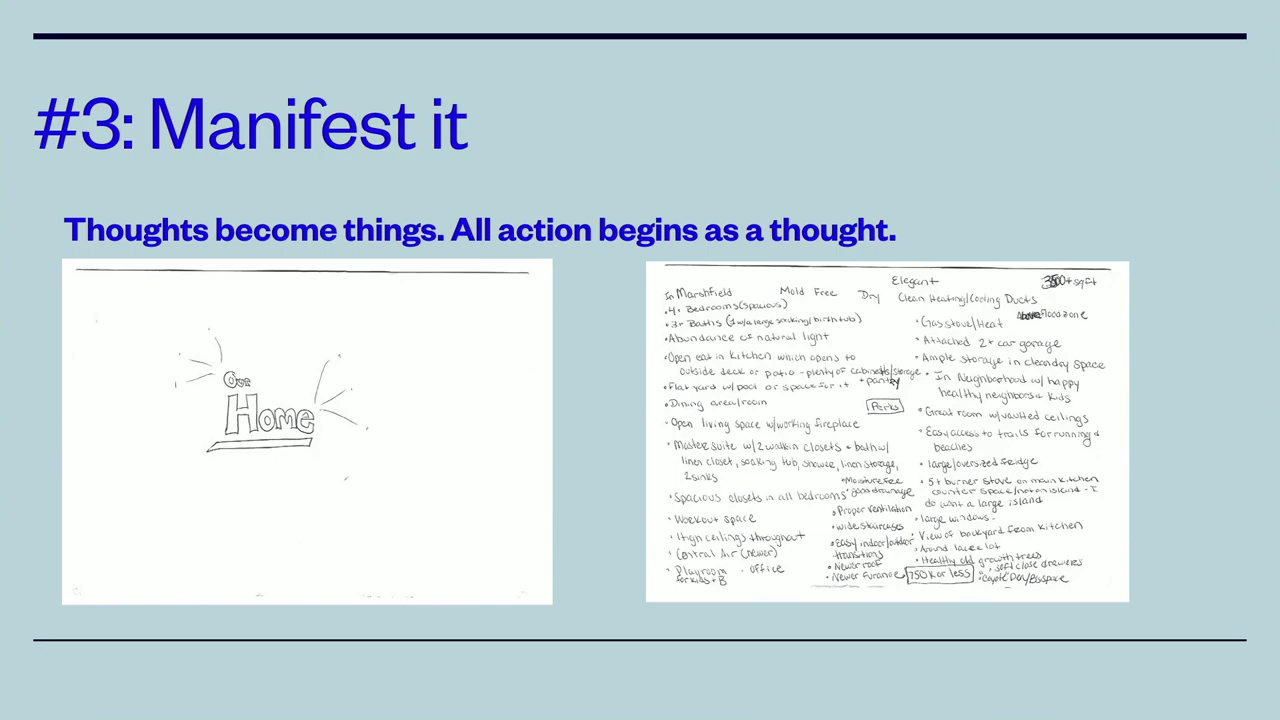 #3: Manifest it
Thoughts become things. All action begins as a thought.
Our
Home
Elegant
3500+ sqft
In Marshfield
Mold Free
Dry
Clean Heating/Cooling Ducts
• 4+ Bedrooms (spacious)
• 3+ Baths (1 w/a large soaking/birth tub)
• Abundance of natural light
• Open eat in kitchen which opens to
outside deck or patio - plenty of cabinets/storage
+ pantry
• Flat yard w/pool or space for it
• Dining area/room
Perks
• Open living space w/working fireplace
• Master suite w/2 walkin closets + bath w/
linen closet, soaking tub, shower, linen storage,
2 sinks
• Spacious closets in all bedrooms
• Workout space
• High ceilings throughout
• Central Air (newer)
• Playroom
for kids + B
• office
• Moisture free
• good drainage
• Proper ventilation
• wide staircases
• Easy indoor/outdoor
transitions
• Newer roof
• Newer furance
• Gas stove/Heat
Above Flood zone
• Attached 2+ car garage
• Ample storage in clean dry space
• In Neighborhood w/ happy
healthy neighbors + kids
• Great room w/vaulted ceilings
• Easy access to trails for running +
beaches
• large/oversized fridge
• 5+ burner stove on main kitchen
counter space/not on island - I
do want a large island
• large windows
• View of backyard from kitchen
• Around lot
• Healthy old growth trees
• soft close drawers
750K or less